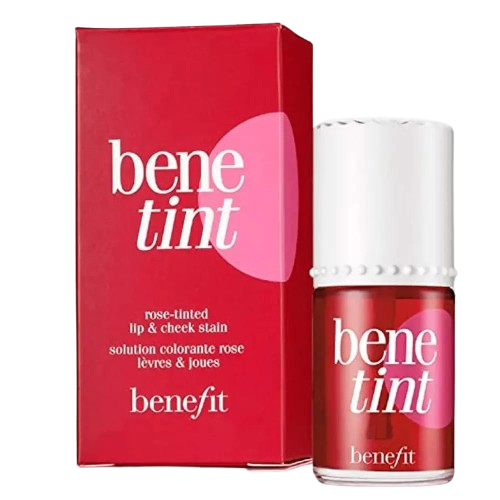 bene
tint
rose-tinted
lip & cheek stain
solution colorante rose
lèvres & joues
benefit
bene
tint
benefit